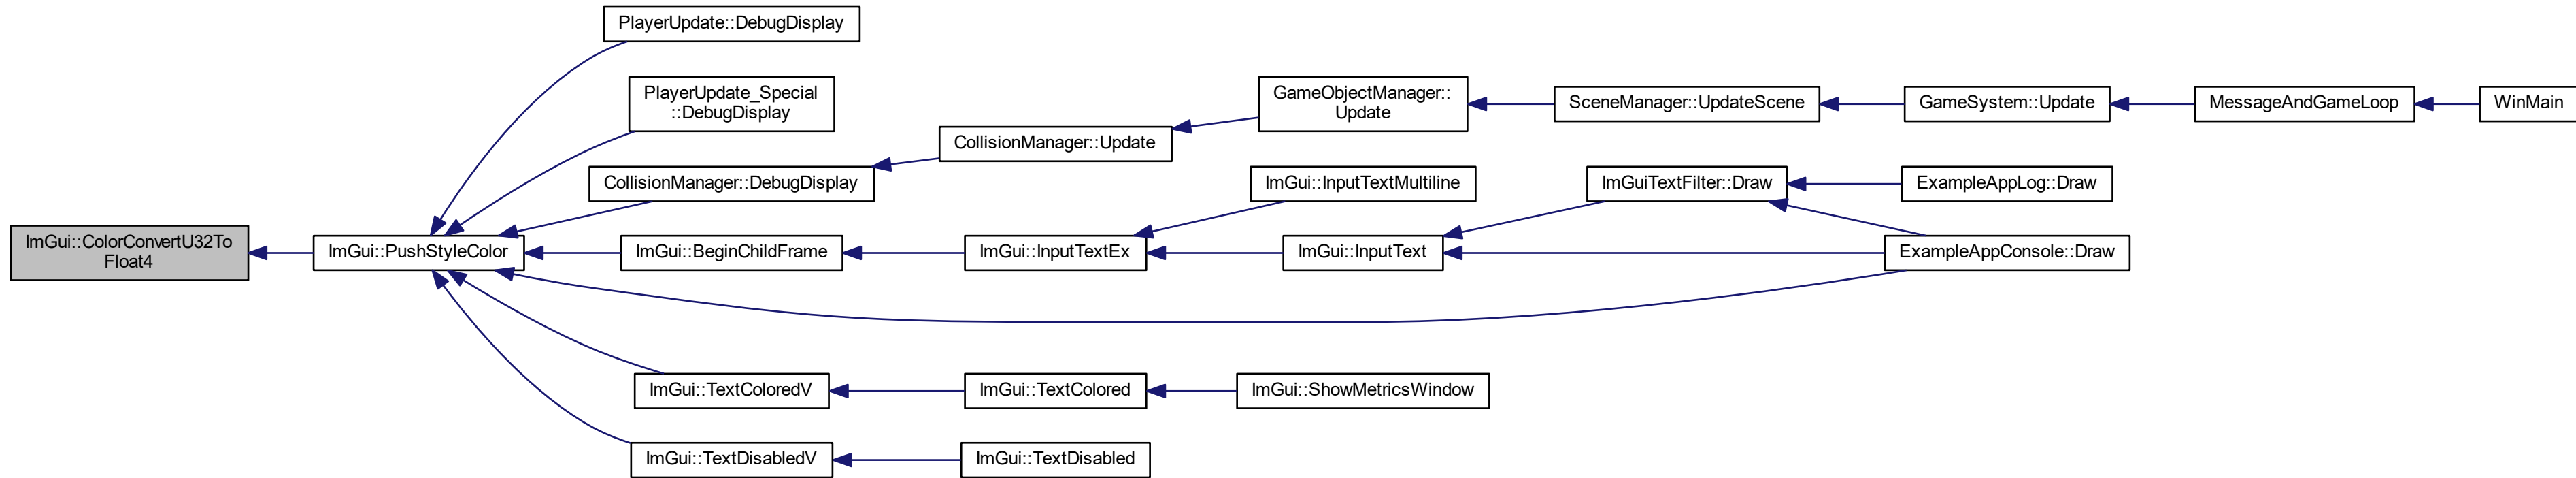 PlayerUpdate::DebugDisplay
PlayerUpdate_Special
::DebugDisplay
GameObjectManager::
Update
SceneManager::UpdateScene
GameSystem::Update
MessageAndGameLoop
WinMain
CollisionManager::Update
CollisionManager::DebugDisplay
ImGui::InputTextMultiline
ImGuiTextFilter::Draw
ExampleAppLog::Draw
ImGui::ColorConvertU32To
Float4
ImGui::PushStyleColor
ImGui::BeginChildFrame
ImGui::InputTextEx
ImGui::InputText
ExampleAppConsole::Draw
ImGui::TextColoredV
ImGui::TextColored
ImGui::ShowMetricsWindow
ImGui::TextDisabledV
ImGui::TextDisabled